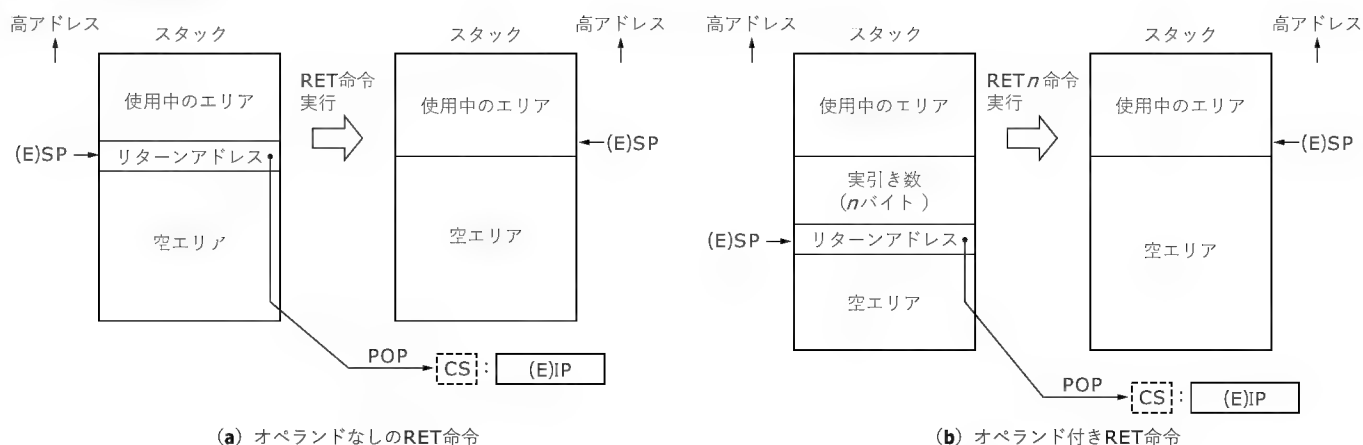 高アドレス
スタック
使用中のエリア
(E)SP
リターンアドレス
空エリア
RET命令
実行
スタック
高アドレス
使用中のエリア
(E)SP
空エリア
POP
CS
:
(E)IP
(a) オペランドなしのRET命令
高アドレス
スタック
使用中のエリア
実引き数
(nバイト)
(E)SP
リターンアドレス
空エリア
RETn命令
実行
スタック
高アドレス
使用中のエリア
(E)SP
空エリア
POP
CS
:
(E)IP
(b) オペランド付きRET命令